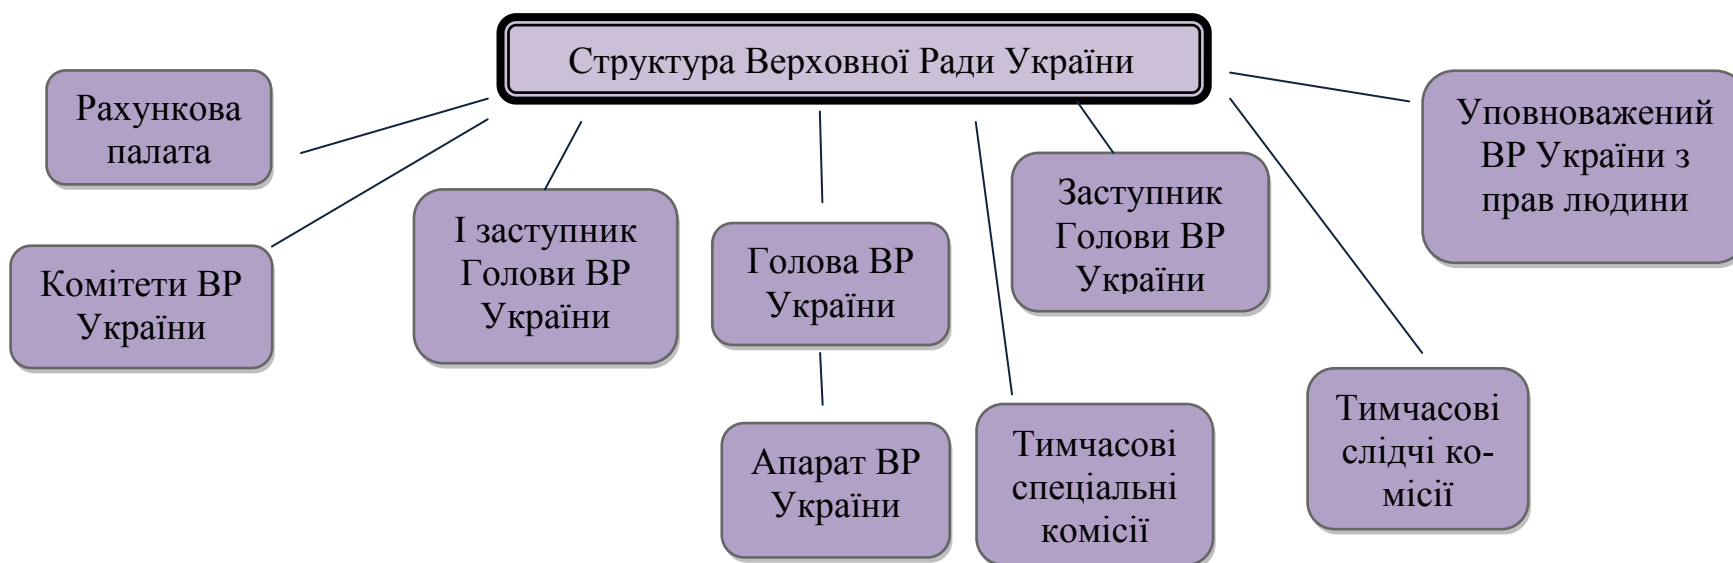 Структура Верховної Ради України
Рахункова
палата
Комітети ВР
України
І заступник
Голови ВР
України
Голова ВР
України
Апарат ВР
України
Тимчасові
спеціальні
комісії
Заступник
Голови ВР
України
Тимчасові
слідчі ко-
місії
Уповноважений
ВР України з
прав людини